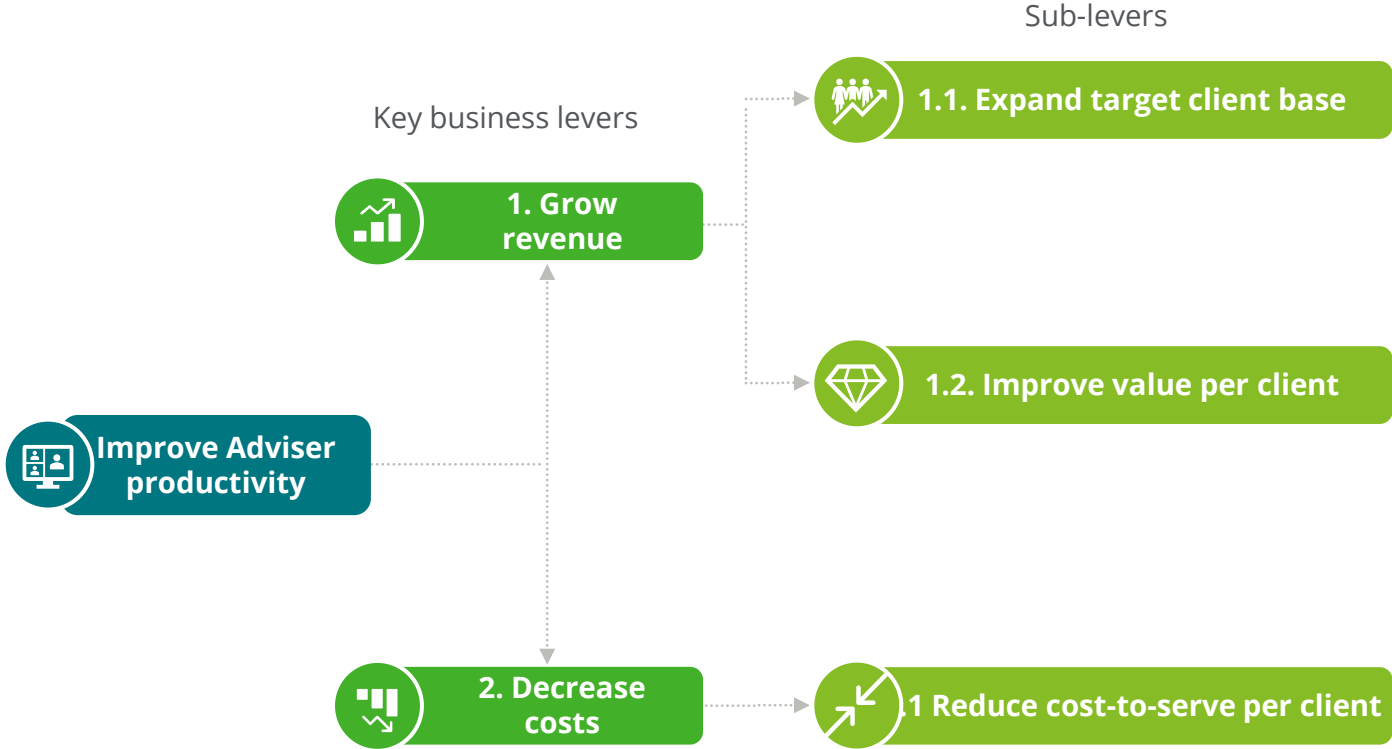 Sub-levers
Key business levers
1.1. Expand target client base
1. Grow
revenue
1.2. Improve value per client
Improve Adviser
productivity
2. Decrease
costs
.1 Reduce cost-to-serve per client